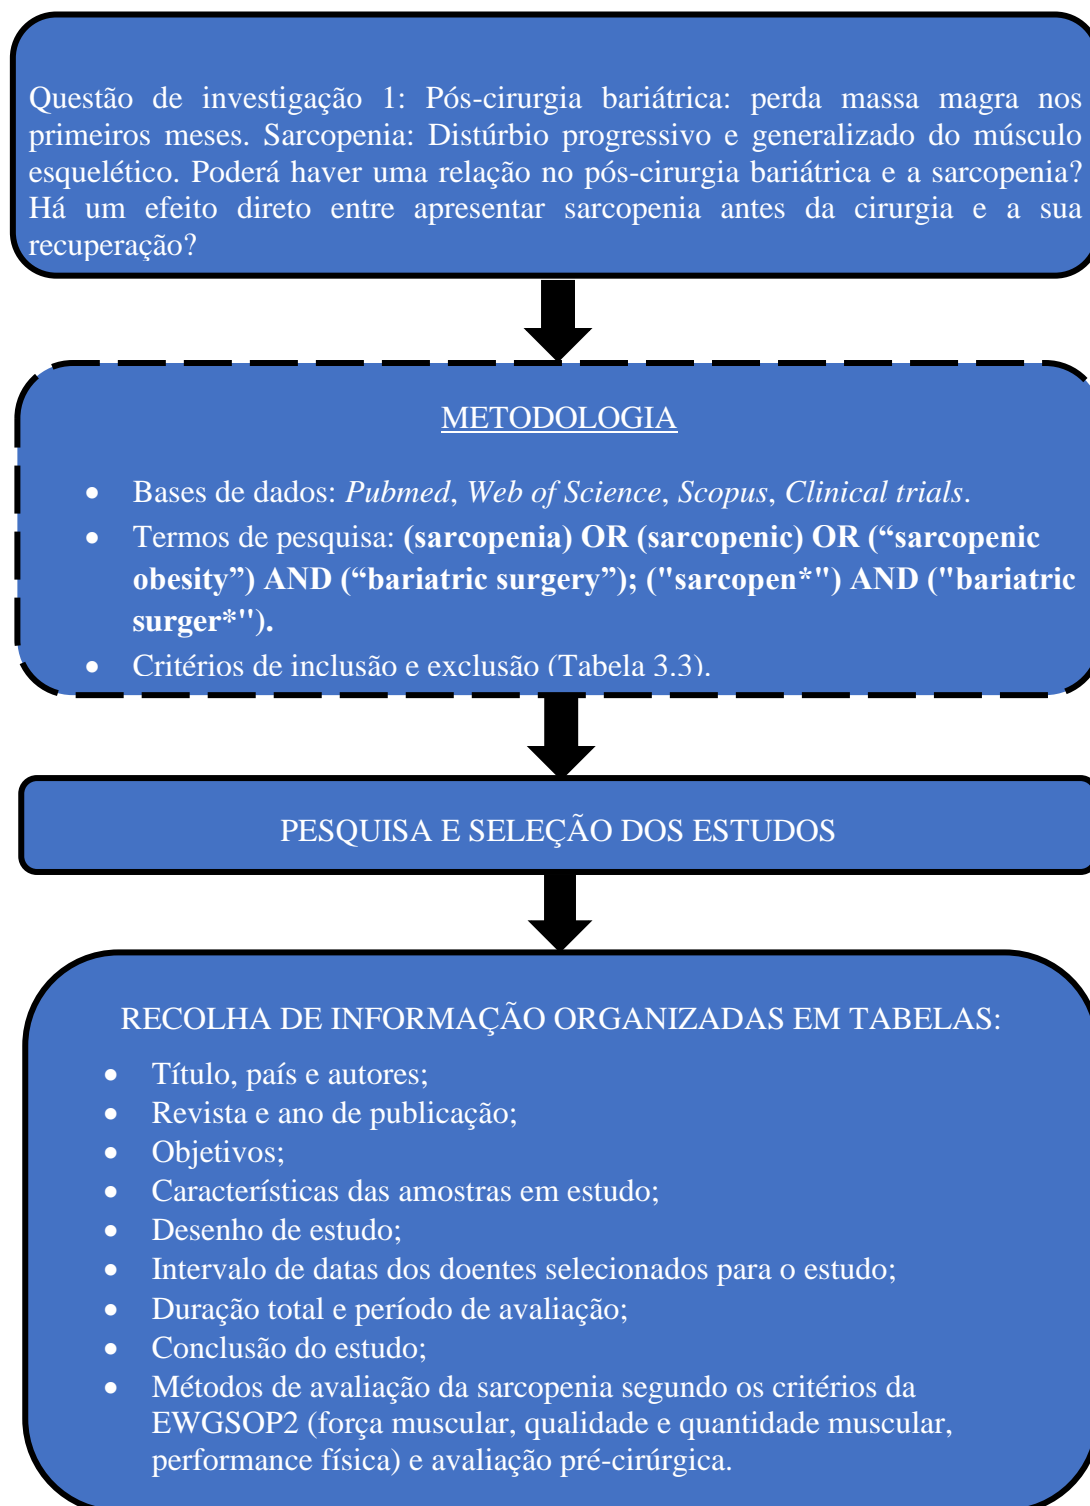 Questão de investigação 1: Pós-cirurgia bariátrica: perda massa magra nos
primeiros meses. Sarcopenia: Distúrbio progressivo e generalizado do músculo
esquelético. Poderá haver uma relação no pós-cirurgia bariátrica e a sarcopenia?
Há um efeito direto entre apresentar sarcopenia antes da cirurgia e a sua
recuperação?
METODOLOGIA
• Bases de dados: Pubmed, Web of Science, Scopus, Clinical trials.
• Termos de pesquisa: (sarcopenia) OR (sarcopenic) OR (“sarcopenic
obesity”) AND (“bariatric surgery”); ("sarcopen*") AND ("bariatric
surger*").
• Critérios de inclusão e exclusão (Tabela 3.3).
PESQUISA E SELEÇÃO DOS ESTUDOS
RECOLHA DE INFORMAÇÃO ORGANIZADAS EM TABELAS:
• Título, país e autores;
• Revista e ano de publicação;
• Objetivos;
• Características das amostras em estudo;
• Desenho de estudo;
• Intervalo de datas dos doentes selecionados para o estudo;
• Duração total e período de avaliação;
• Conclusão do estudo;
• Métodos de avaliação da sarcopenia segundo os critérios da
EWGSOP2 (força muscular, qualidade e quantidade muscular,
performance física) e avaliação pré-cirúrgica.